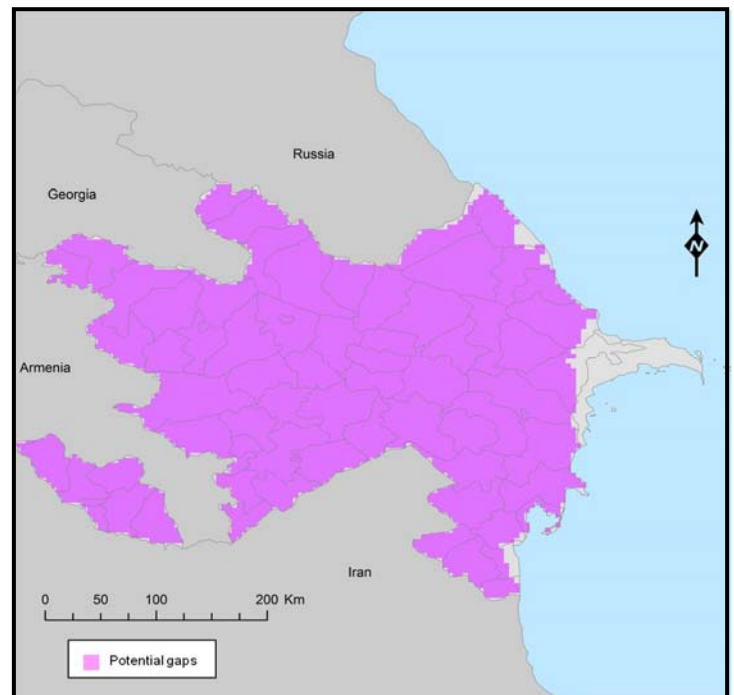 Russia
Georgia
N
Armenia
Iran
0 50 100 200 Km
Potential gaps